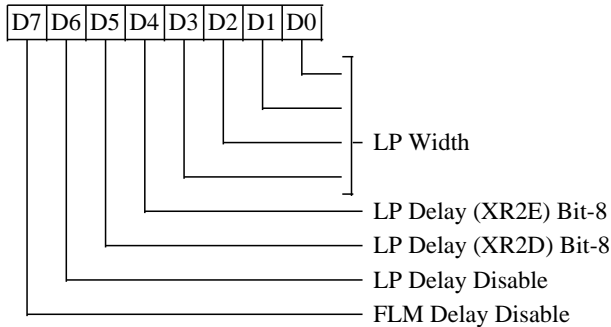 D7 D6 D5 D4 D3 D2 D1 D0
LP Width
LP Delay (XR2E) Bit-8
LP Delay (XR2D) Bit-8
LP Delay Disable
FLM Delay Disable